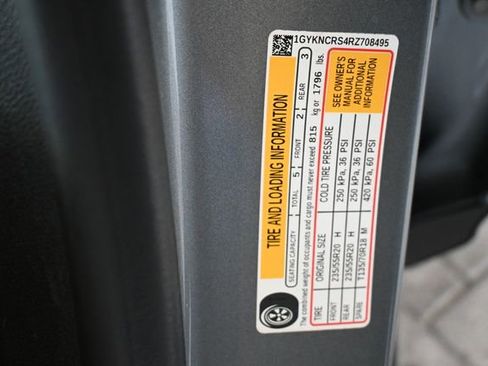 1GYKNCRS4RZ708495
TIRE AND LOADING INFORMATION
SEATING CAPACITY TOTAL 5 FRONT 2 REAR 3
The combined weight of occupants and cargo must never exceed 815 kg or 1796 lbs.
TIRE ORIGINAL SIZE COLD TIRE PRESSURE
FRONT 235/55R20 H 250 kPa, 36 PSI
REAR 235/55R20 H 250 kPa, 36 PSI
SPARE T135/70R18 M 420 kPa, 60 PSI
SEE OWNER'S
MANUAL FOR
ADDITIONAL
INFORMATION